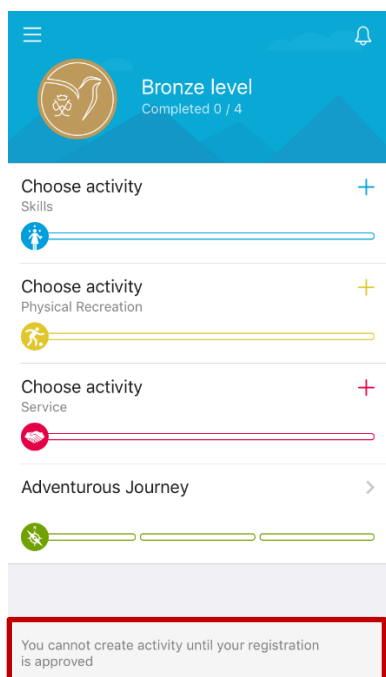 Bronze level
Completed 0 / 4
Choose activity
Skills
Choose activity
Physical Recreation
Choose activity
Service
Adventurous Journey
You cannot create activity until your registration
is approved